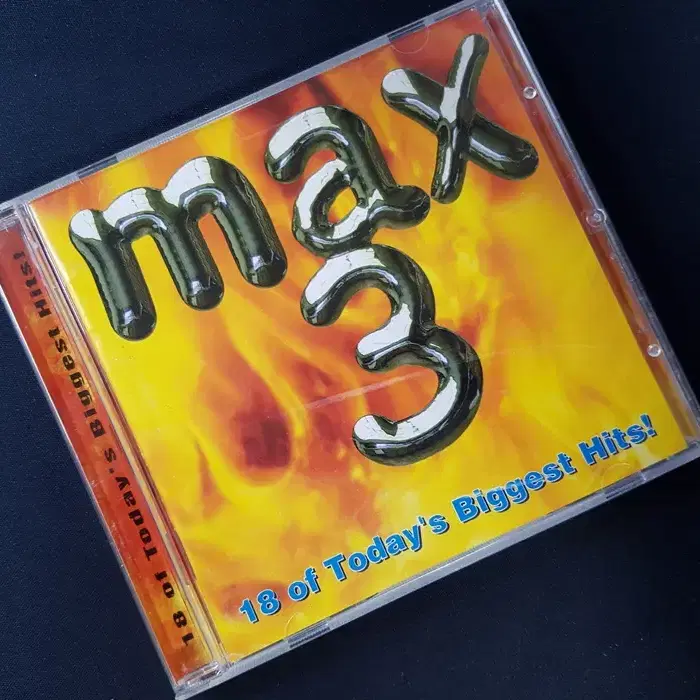 max
3
18 of Today's Biggest Hits!
18 of Today's Biggest Hits!